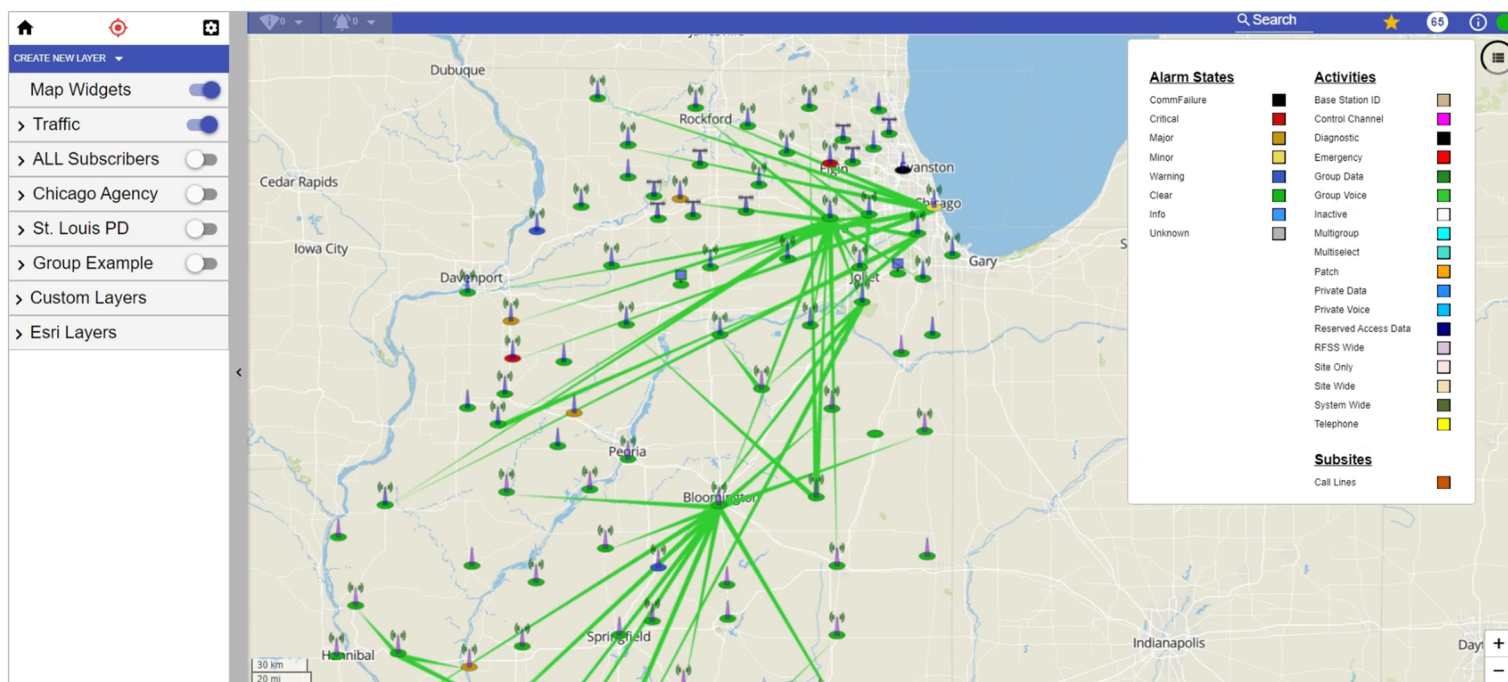 0
0
Search
65
CREATE NEW LAYER
Map Widgets
Traffic
ALL Subscribers
Chicago Agency
St. Louis PD
Group Example
Custom Layers
Esri Layers
Dubuque
Rockford
Elgin
Evanston
Cedar Rapids
Chicago
Iowa City
Gary
Davenport
Joliet
Peoria
Bloomington
Springfield
Hannibal
Indianapolis
30 km
20 mi
Alarm States
CommFailure
Critical
Major
Minor
Warning
Clear
Info
Unknown
Activities
Base Station ID
Control Channel
Diagnostic
Emergency
Group Data
Group Voice
Inactive
Multigroup
Multiselect
Patch
Private Data
Private Voice
Reserved Access Data
RFSS Wide
Site Only
Site Wide
System Wide
Telephone
Subsites
Call Lines
+
−